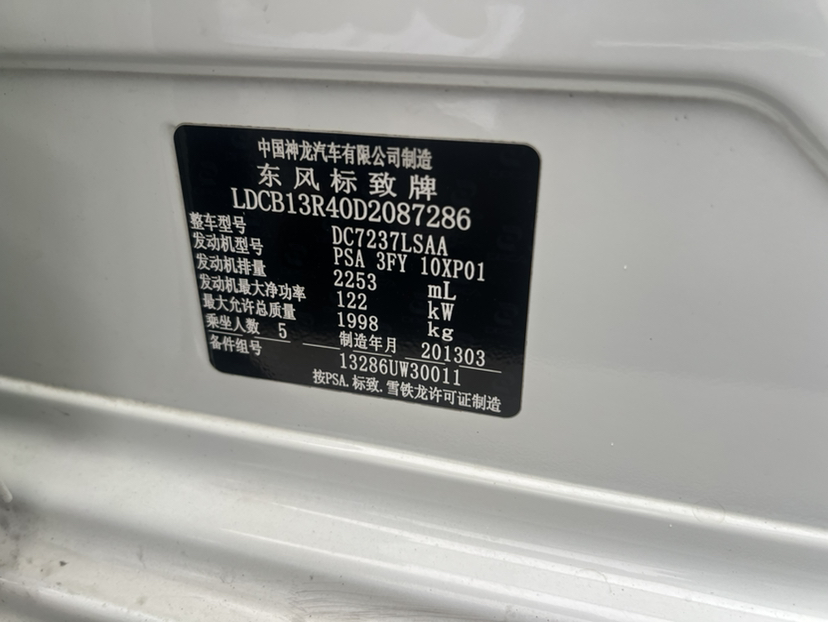 中国神龙汽车有限公司制造
东风标致牌
LDCB13R40D2087286
整车型号 DC7237LSAA
发动机型号 PSA 3FY 10XP01
发动机排量 2253 mL
发动机最大净功率 122 kW
最大允许总质量 1998 kg
乘坐人数 5 制造年月 201303
备件组号 13286UW30011
按PSA.标致.雪铁龙许可证制造